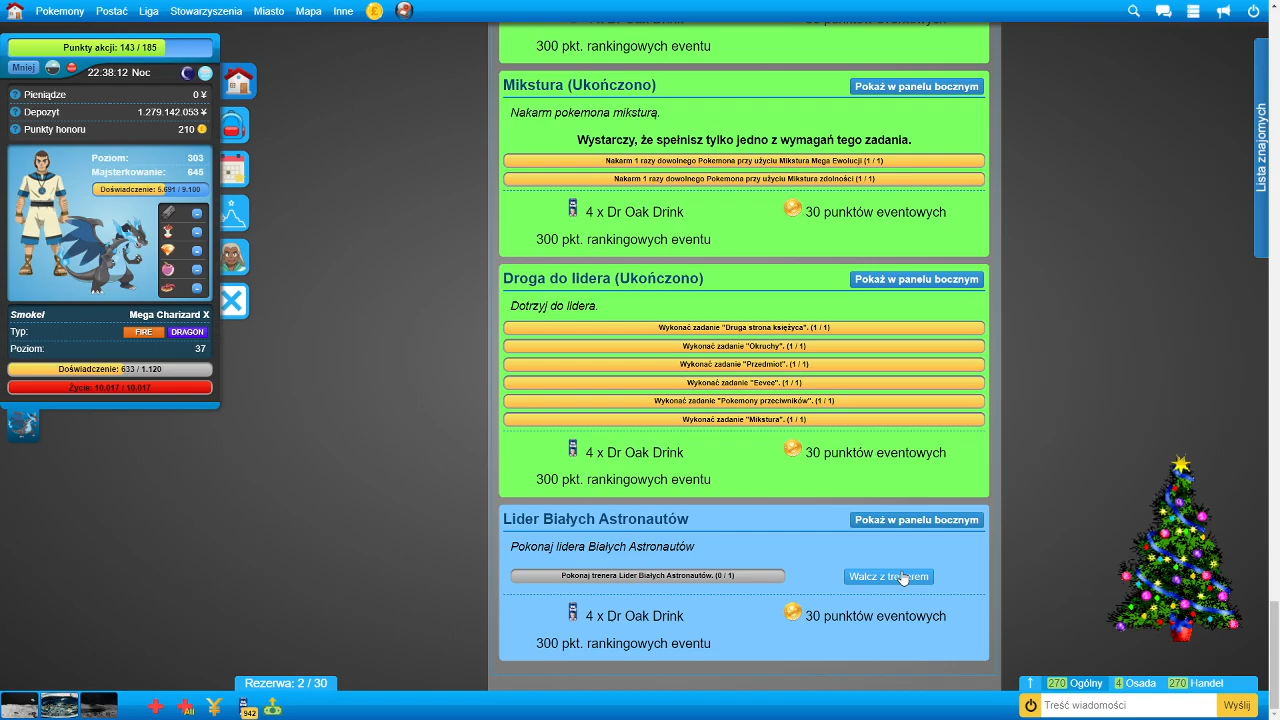 Pokemony Postać Liga Stowarzyszenia Miasto Mapa Inne
Punkty akcji: 143 / 185
Mniej 22:38:12 Noc
Pieniądze 0 ¥
Depozyt 1.279.142.053 ¥
Punkty honoru 210
Poziom: 303
Majsterkowanie: 645
Doświadczenie: 5.691 / 9.100
Smokel Mega Charizard X
Typ: FIRE DRAGON
Poziom: 37
Doświadczenie: 633 / 1.120
Życie: 10.017 / 10.017
300 pkt. rankingowych eventu
Mikstura (Ukończono) Pokaż w panelu bocznym
Nakarm pokemona miksturą.
Wystarczy, że spełnisz tylko jedno z wymagań tego zadania.
Nakarm 1 razy dowolnego Pokemona przy użyciu Mikstura Mega Ewolucji (1 / 1)
Nakarm 1 razy dowolnego Pokemona przy użyciu Mikstura zdolności (1 / 1)
4 x Dr Oak Drink 30 punktów eventowych
300 pkt. rankingowych eventu
Droga do lidera (Ukończono) Pokaż w panelu bocznym
Dotrzyj do lidera.
Wykonać zadanie "Druga strona księżyca". (1 / 1)
Wykonać zadanie "Okruchy". (1 / 1)
Wykonać zadanie "Przedmiot". (1 / 1)
Wykonać zadanie "Eevee". (1 / 1)
Wykonać zadanie "Pokemony przeciwników". (1 / 1)
Wykonać zadanie "Mikstura". (1 / 1)
4 x Dr Oak Drink 30 punktów eventowych
300 pkt. rankingowych eventu
Lider Białych Astronautów Pokaż w panelu bocznym
Pokonaj lidera Białych Astronautów
Pokonaj trenera Lider Białych Astronautów. (0 / 1) Walcz z trenerem
4 x Dr Oak Drink 30 punktów eventowych
300 pkt. rankingowych eventu
Lista znajomych
Rezerwa: 2 / 30
270 Ogólny 4 Osada 270 Handel
All 942
Treść wiadomości Wyślij